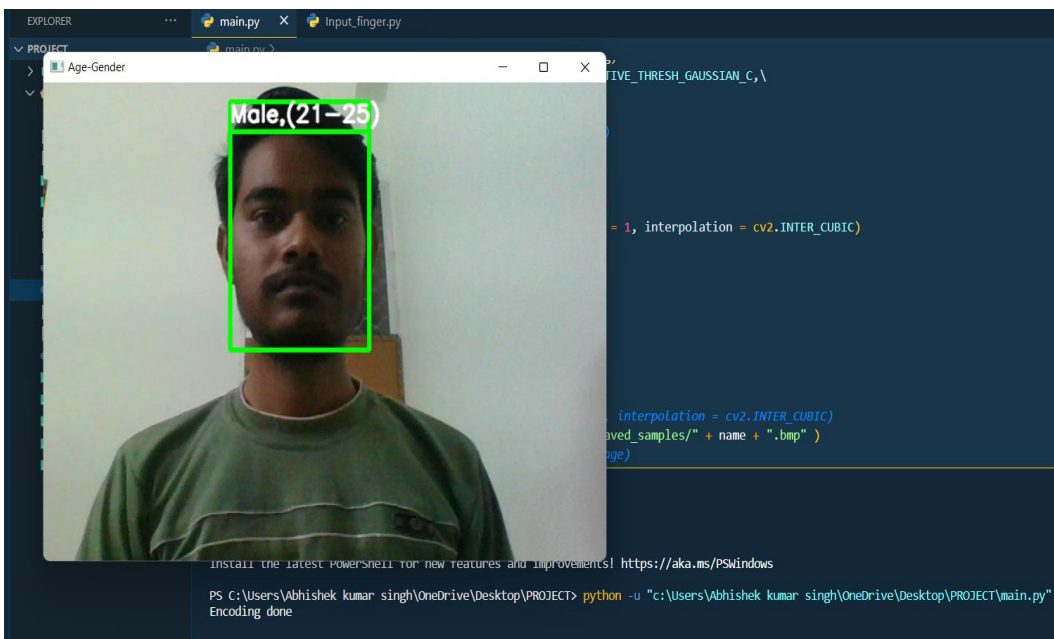 EXPLORER ...
main.py X Input_finger.py
PROJECT
main.py >
Age-Gender
TIVE_THRESH_GAUSSIAN_C,\
Male,(21-25)
)
= 1, interpolation = cv2.INTER_CUBIC)
, interpolation = cv2.INTER_CUBIC)
aved_samples/" + name + ".bmp" )
age)
Install the latest PowerShell for new features and improvements! https://aka.ms/PSWindows
PS C:\Users\Abhishek kumar singh\OneDrive\Desktop\PROJECT> python -u "c:\Users\Abhishek kumar singh\OneDrive\Desktop\PROJECT\main.py"
Encoding done